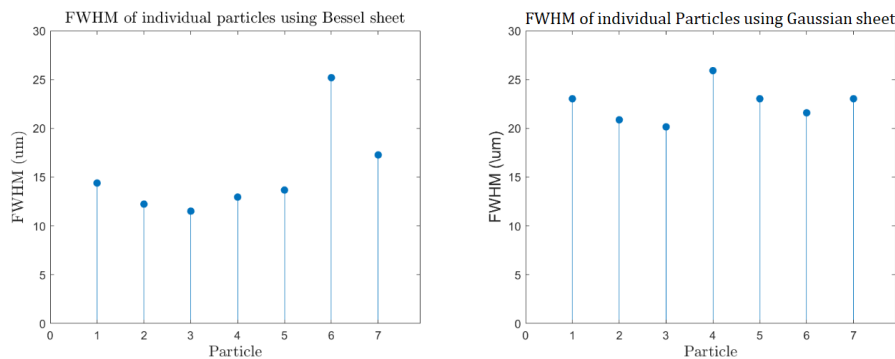 FWHM of individual particles using Bessel sheet
30
25
20
15
10
5
0
FWHM (um)
0 1 2 3 4 5 6 7
Particle
FWHM of individual Particles using Gaussian sheet
30
25
20
15
10
5
0
FWHM (\um)
0 1 2 3 4 5 6 7
Particle